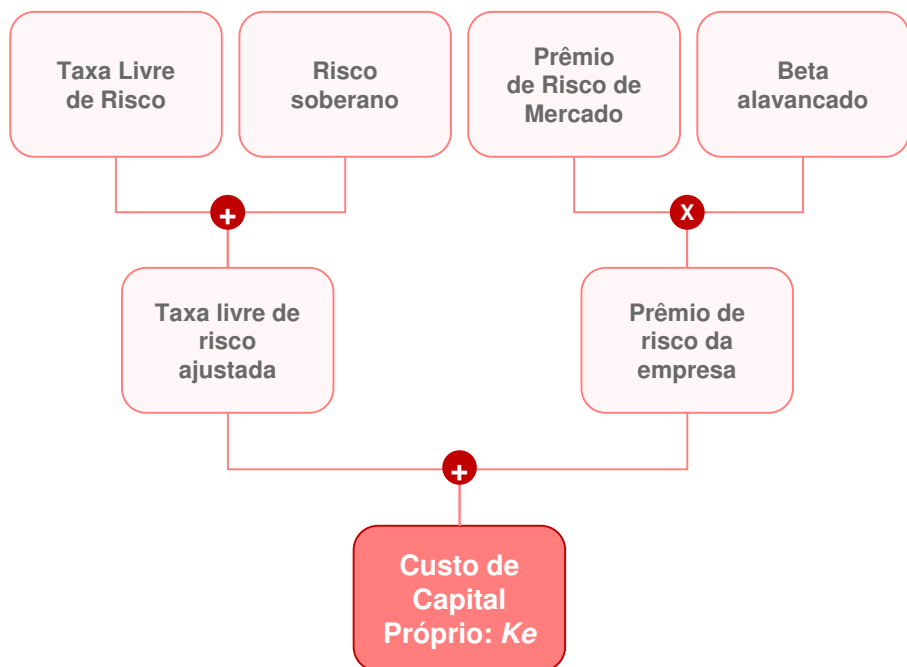 Taxa Livre
de Risco
Risco
soberano
Prêmio
de Risco de
Mercado
Beta
alavancado
+
X
Taxa livre de
risco
ajustada
Prêmio de
risco da
empresa
+
Custo de
Capital
Próprio: Ke